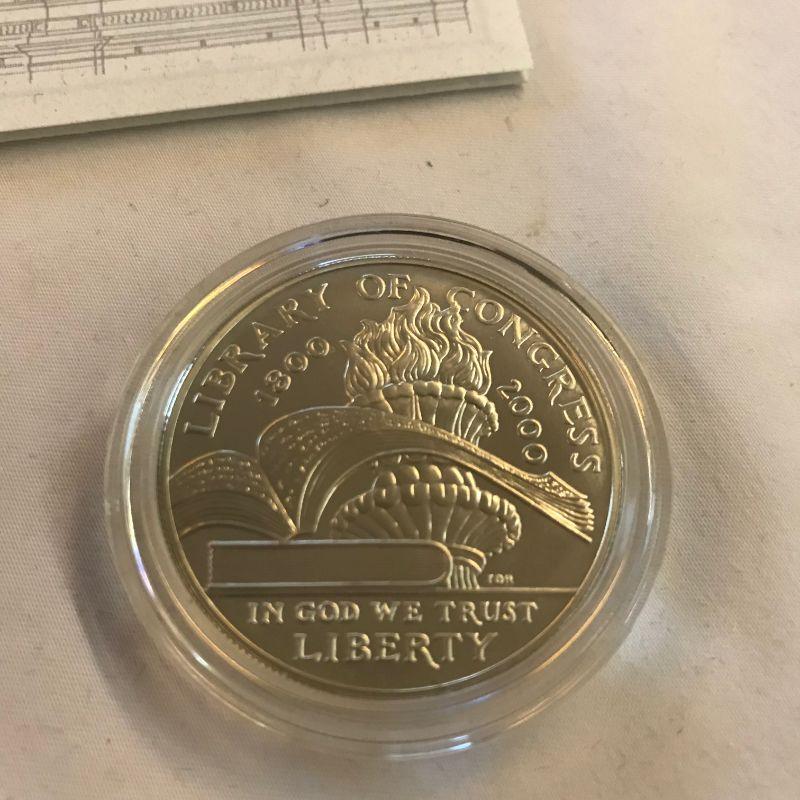 LIBRARY OF CONGRESS
1800 2000
FDR
IN GOD WE TRUST
LIBERTY